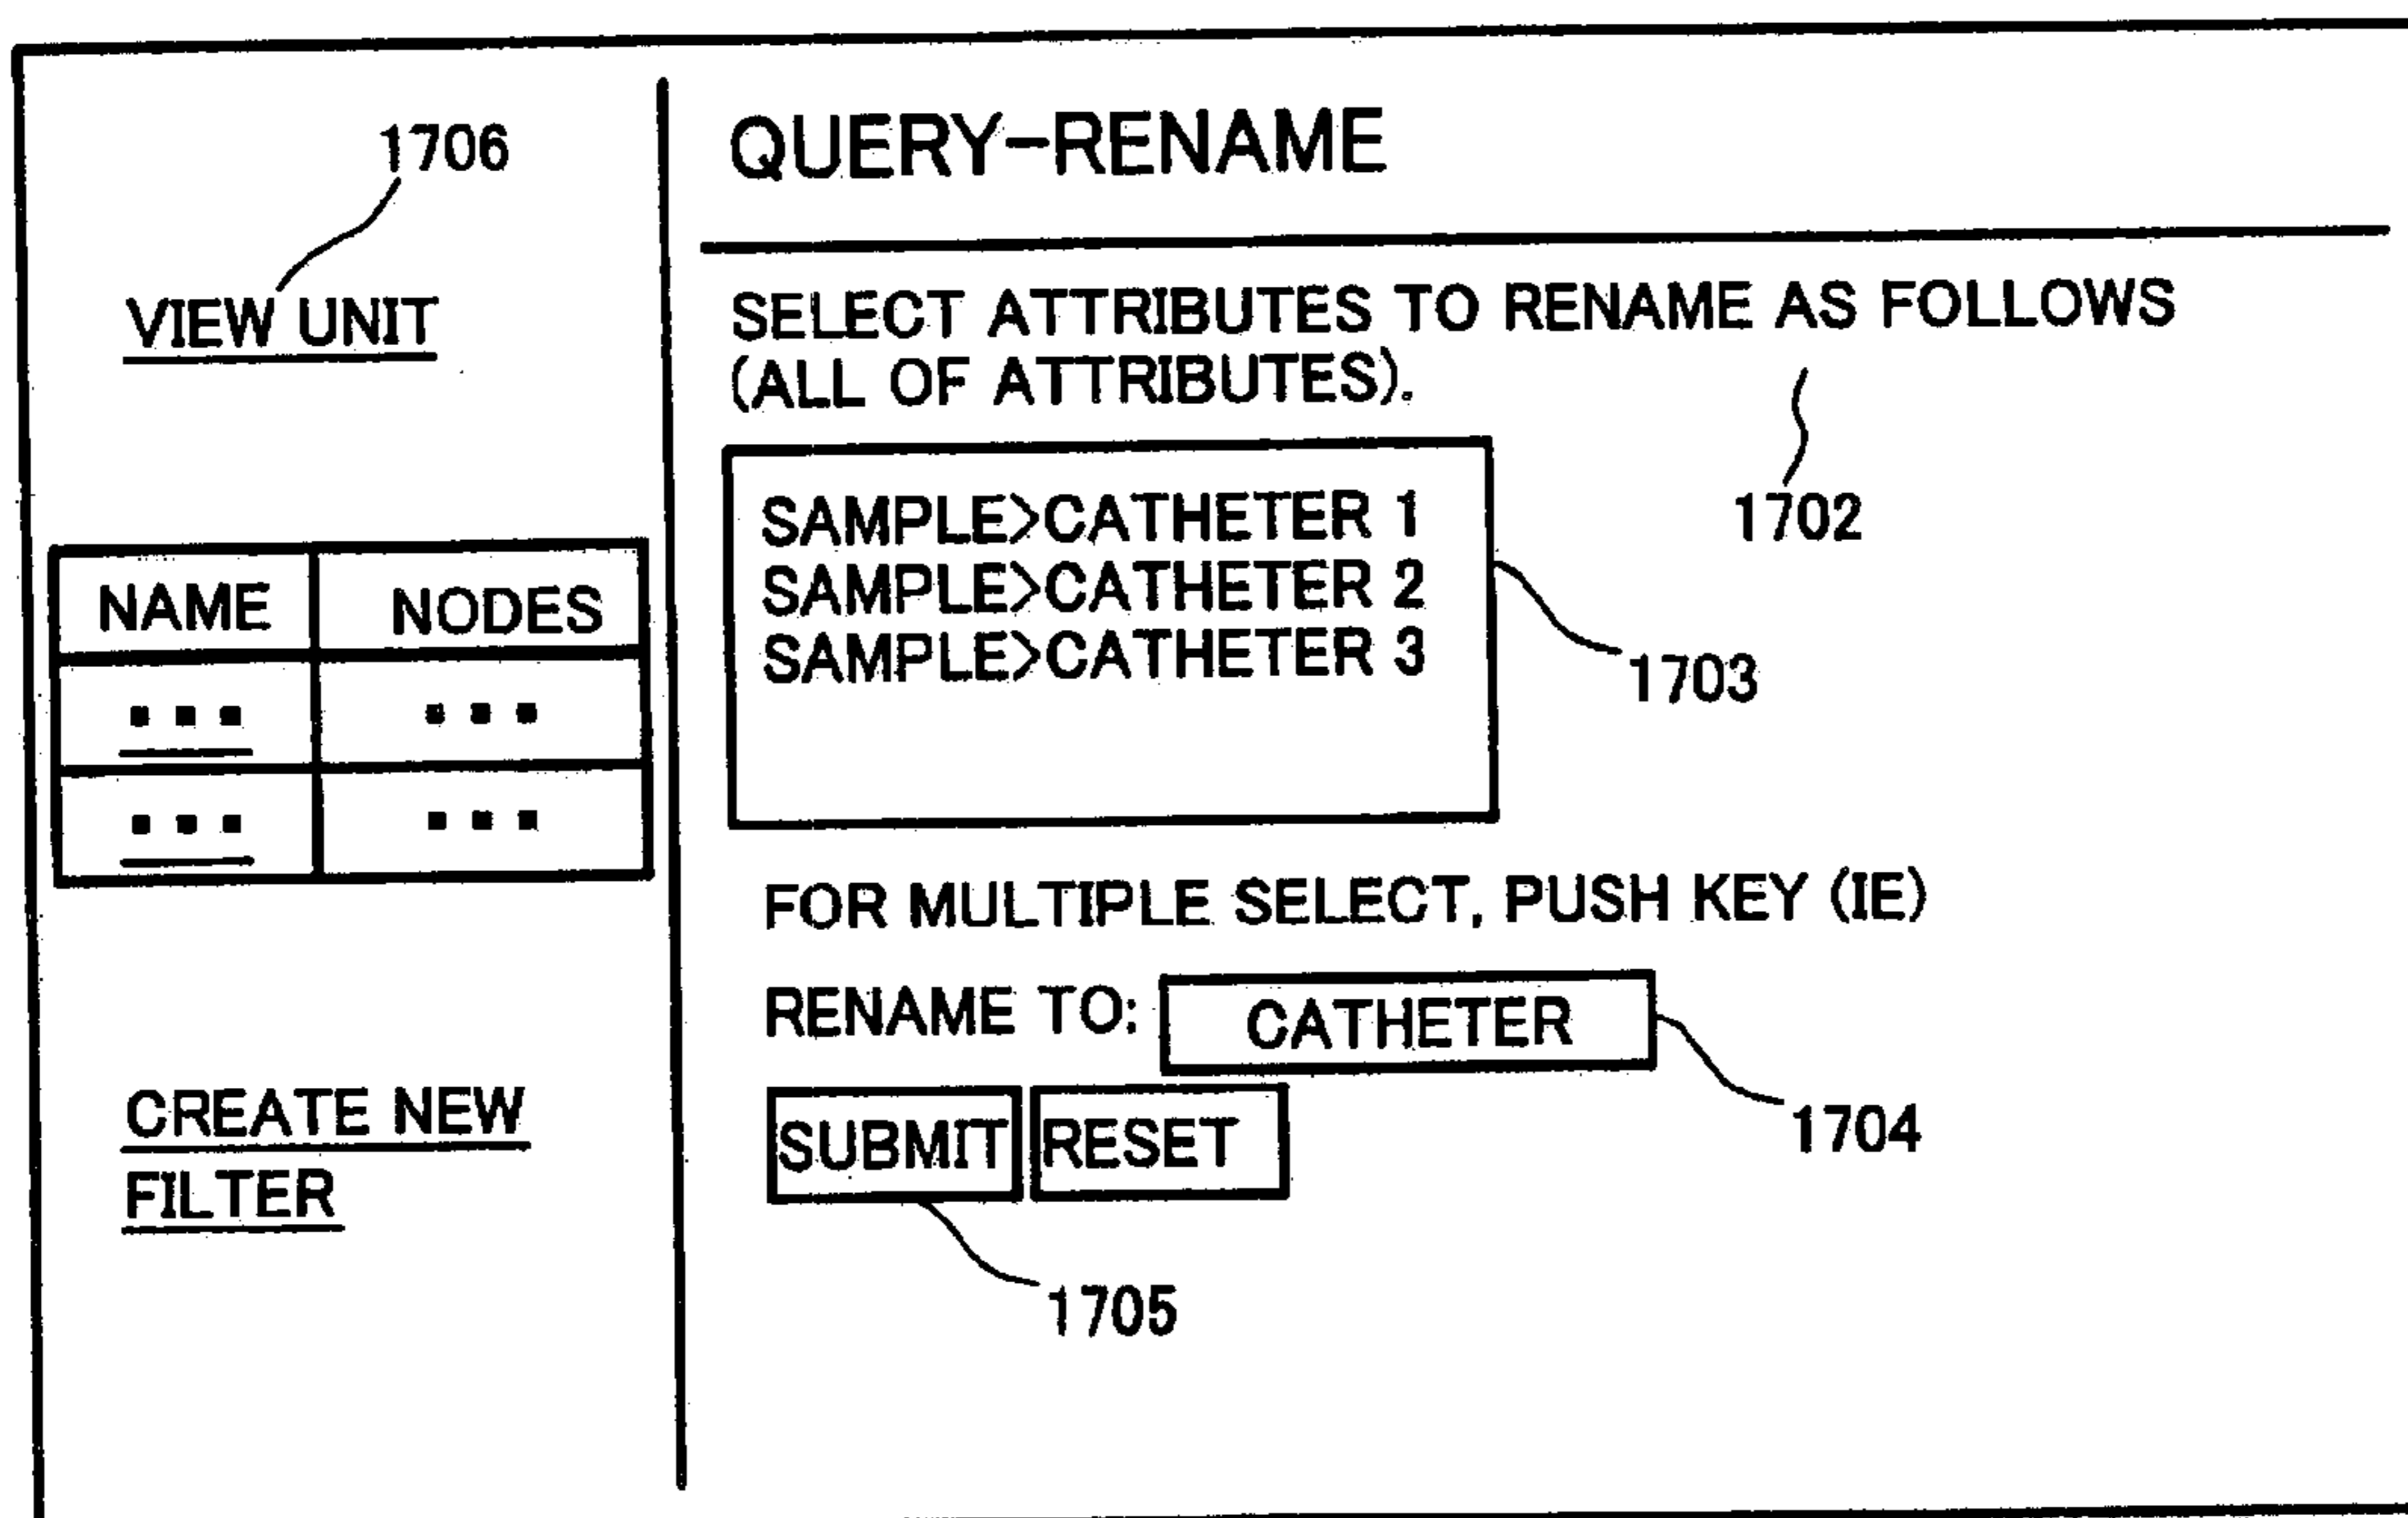 1706
VIEW UNIT
NAME NODES
... ...
... ...
CREATE NEW
FILTER
QUERY-RENAME
SELECT ATTRIBUTES TO RENAME AS FOLLOWS
(ALL OF ATTRIBUTES).
1702
SAMPLE>CATHETER 1
SAMPLE>CATHETER 2
SAMPLE>CATHETER 3
1703
FOR MULTIPLE SELECT, PUSH KEY (IE)
RENAME TO: CATHETER
1704
SUBMIT RESET
1705